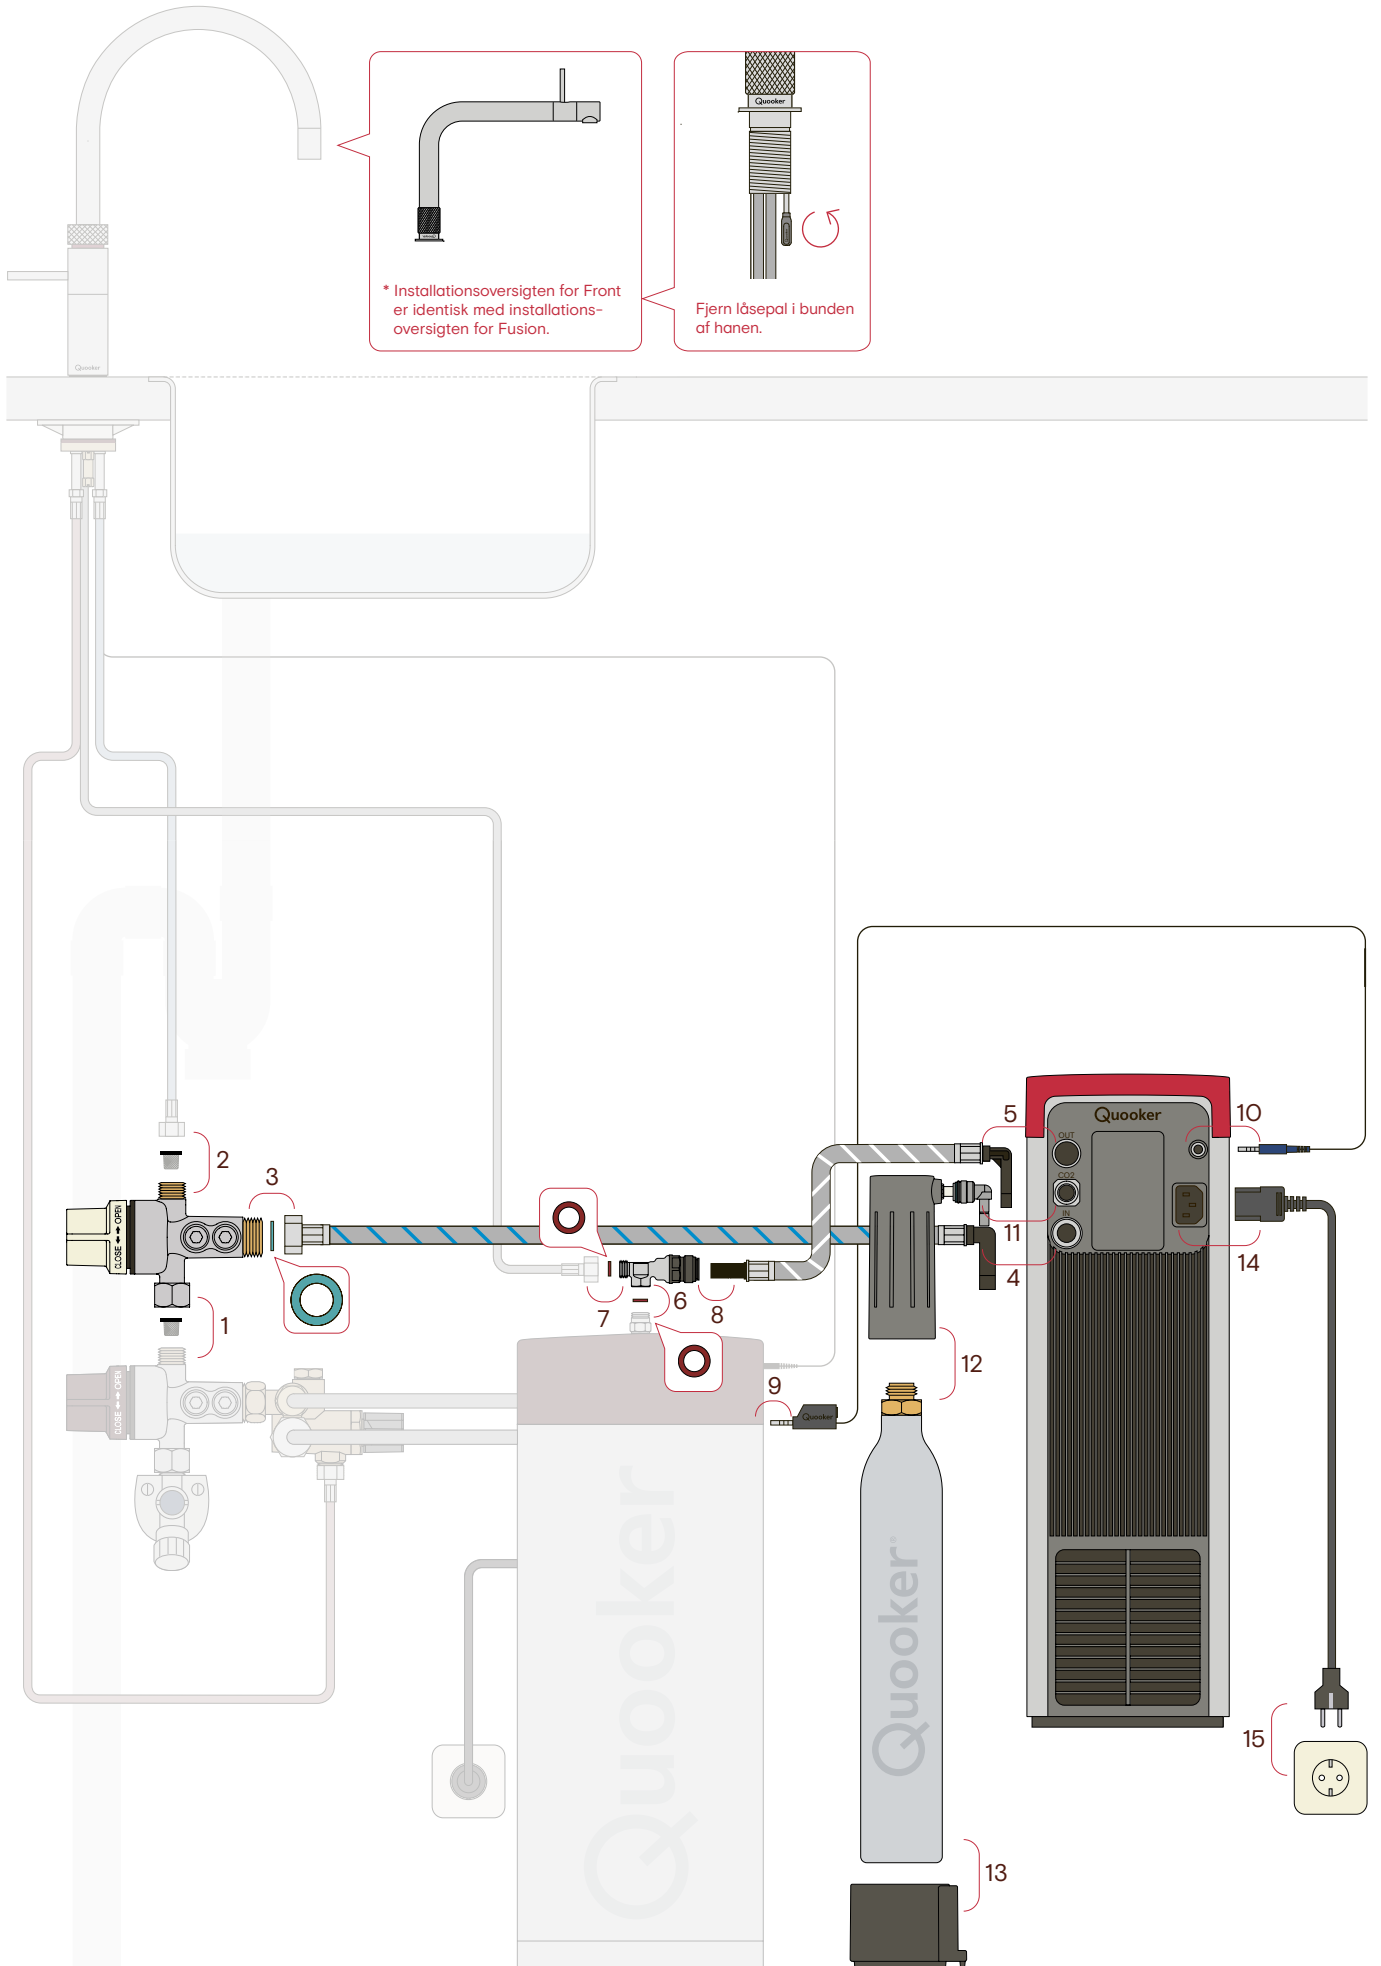 Quooker
* Installationsoversigten for Front
er identisk med installations-
oversigten for Fusion.
Fjern låsepal i bunden
af hanen.
Quooker
2
3
CLOSE ↔ OPEN
1
7
6
8
5
11
4
Quooker
OUT
CO2
IN
10
14
12
9
Quooker
CLOSE ↔ OPEN
Quooker
Quooker
15
13